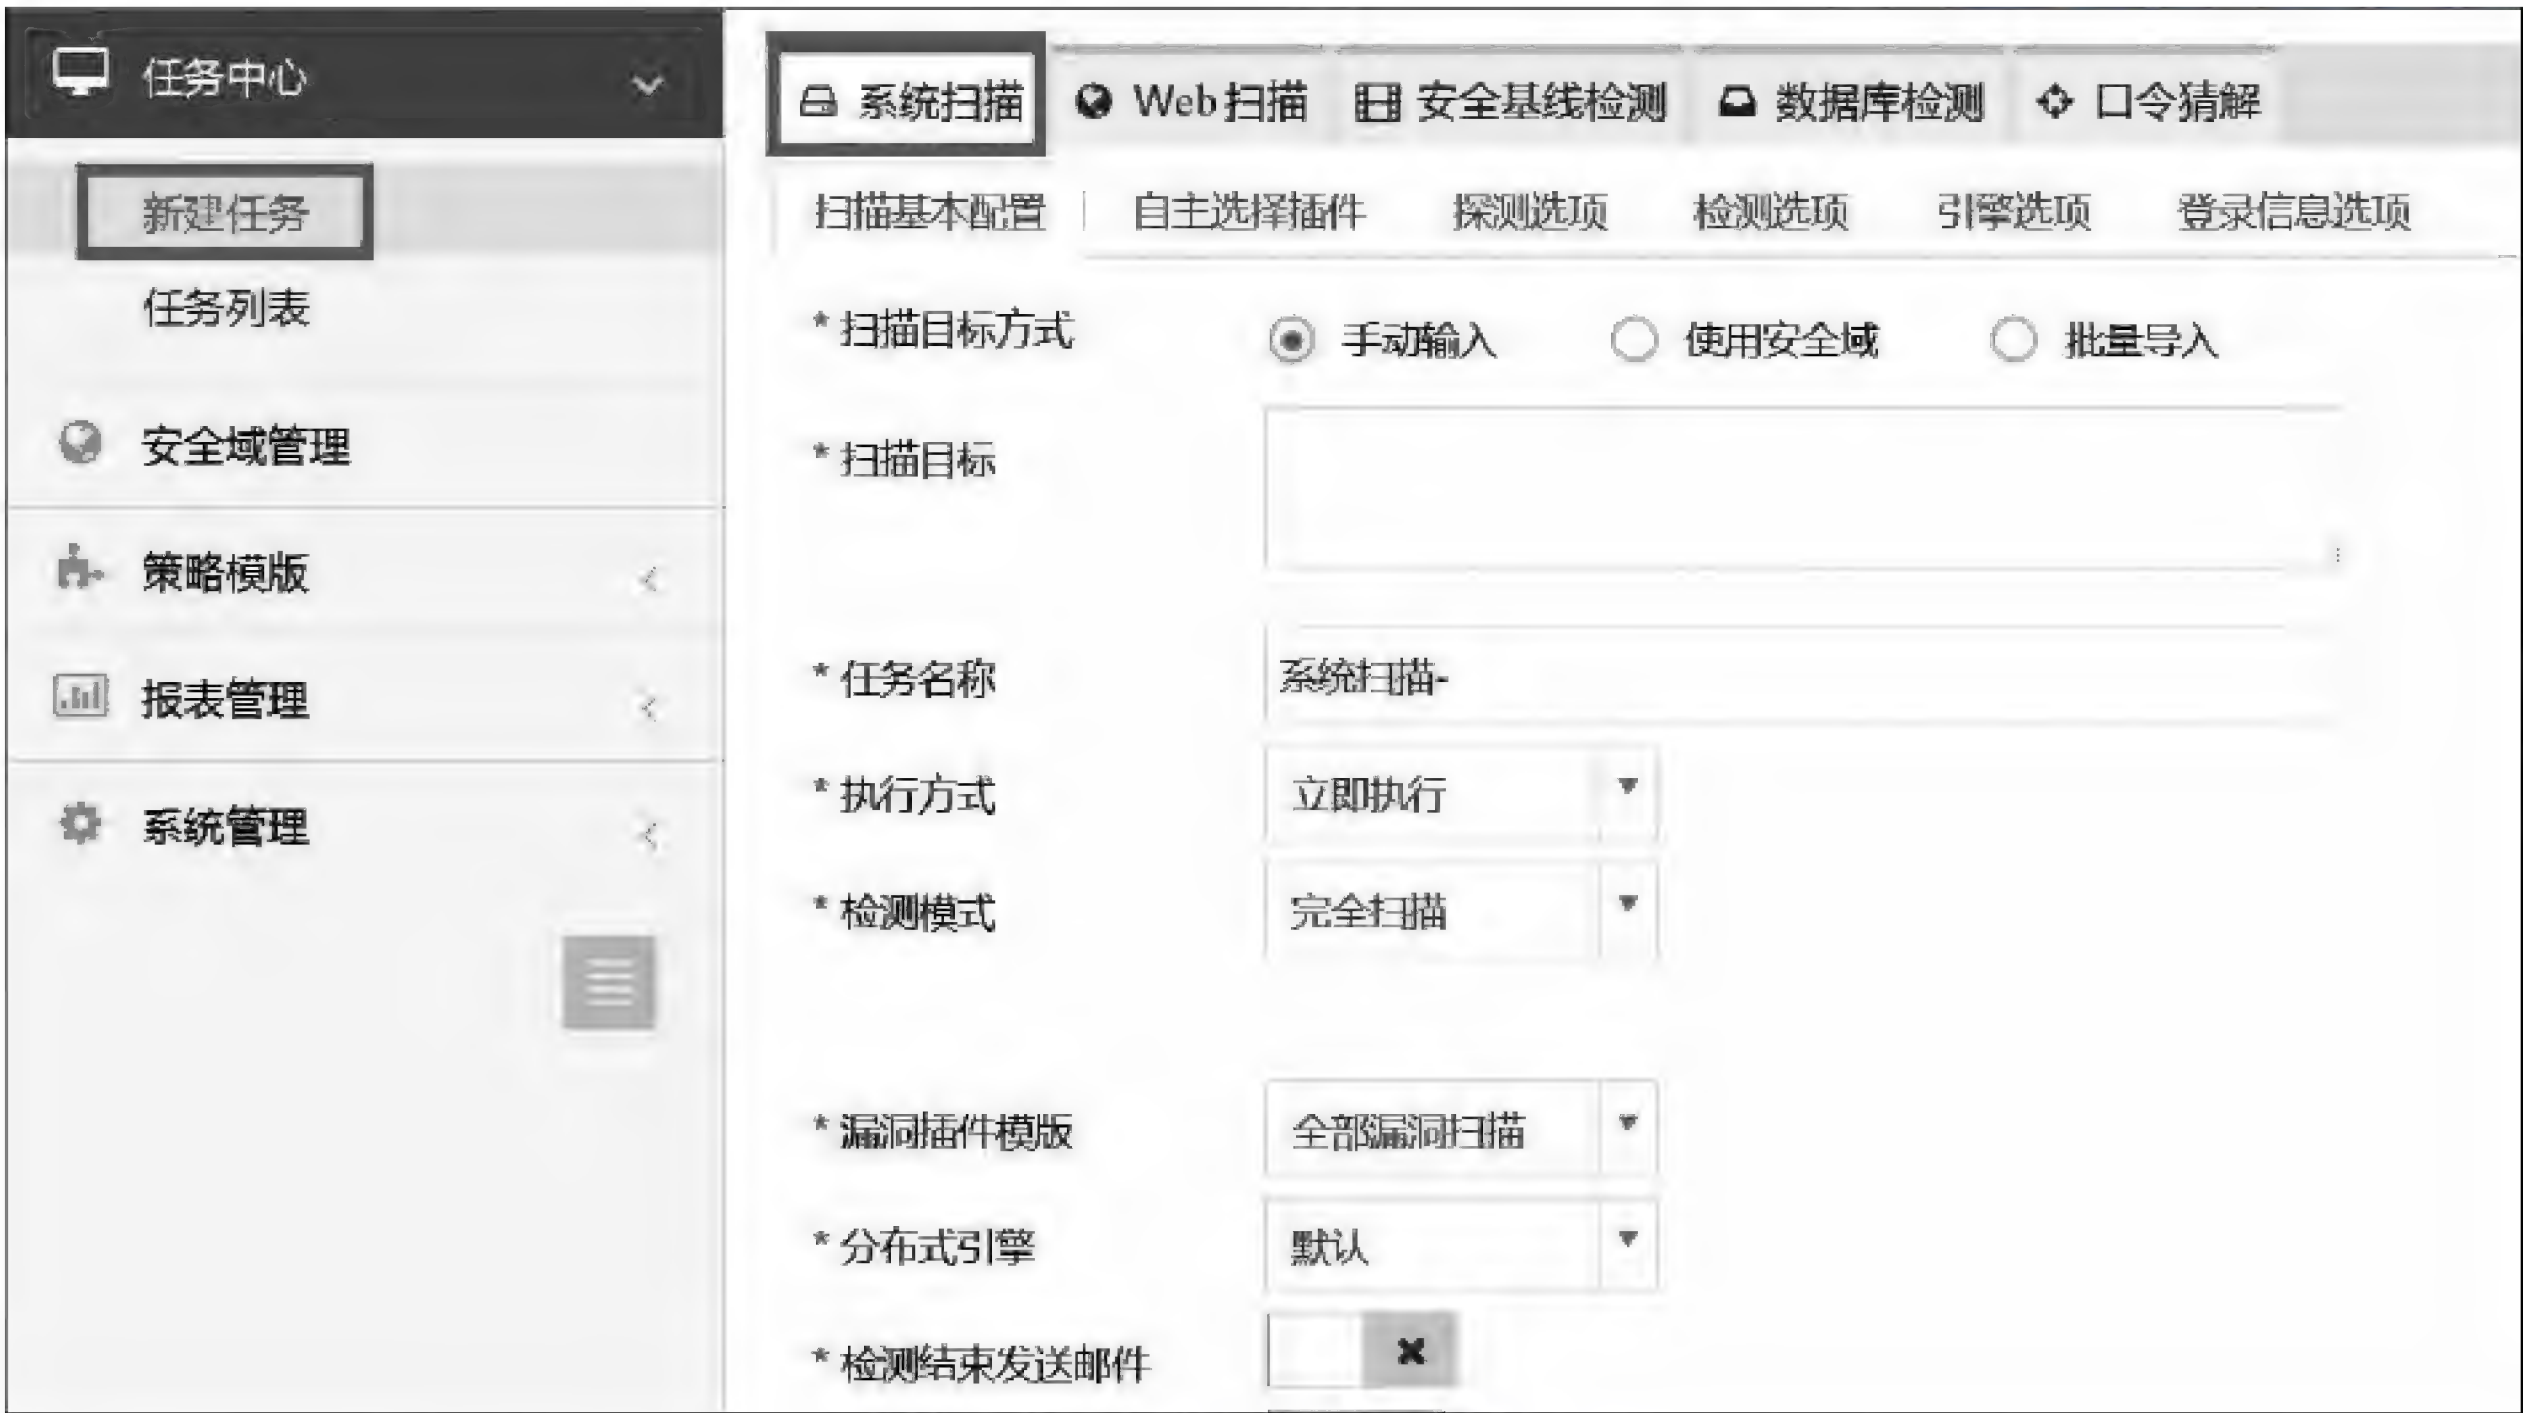 任务中心
新建任务
任务列表
安全域管理
策略模版
报表管理
系统管理
系统扫描 Web扫描 安全基线检测 数据库检测 口令猜解
扫描基本配置 自主选择插件 探测选项 检测选项 引擎选项 登录信息选项
* 扫描目标方式 手动输入 使用安全域 批量导入
* 扫描目标
* 任务名称 系统扫描-
* 执行方式 立即执行
* 检测模式 完全扫描
* 漏洞插件模版 全部漏洞扫描
* 分布式引擎 默认
* 检测结束发送邮件